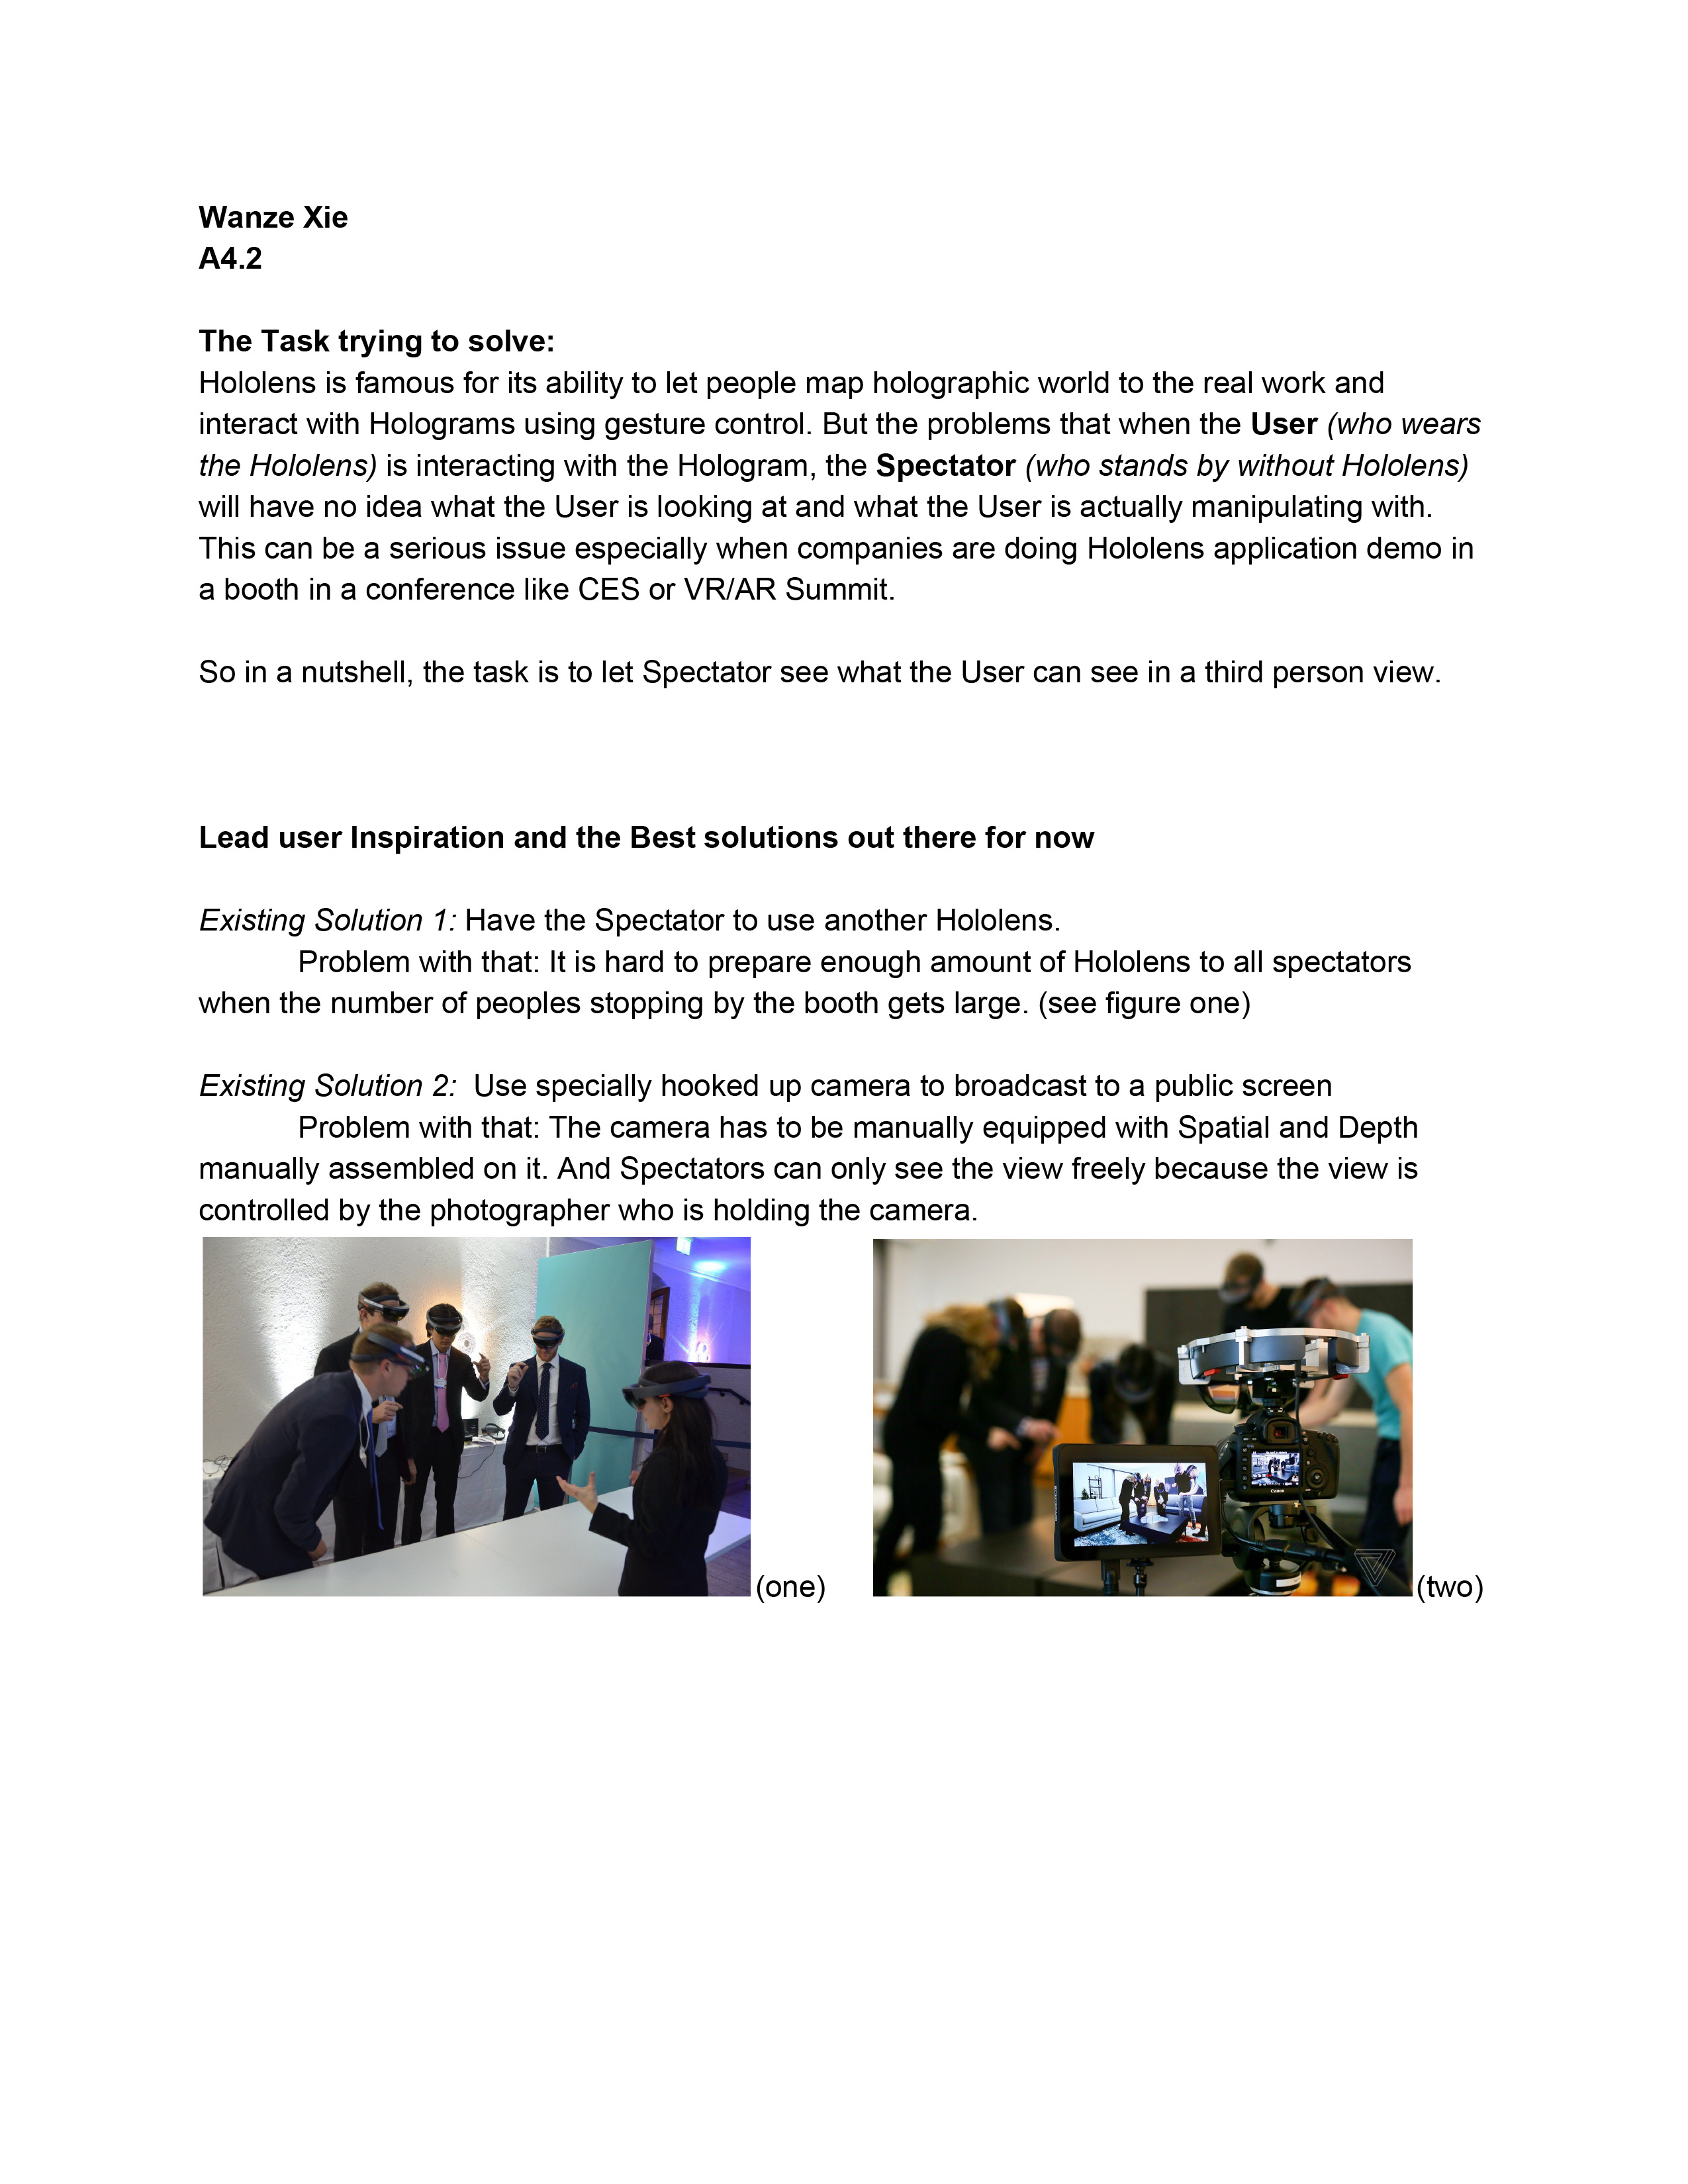 Wanze Xie
A4.2
The Task trying to solve:
Hololens is famous for its ability to let people map holographic world to the real work and
interact with Holograms using gesture control. But the problems that when the User (who wears
the Hololens) is interacting with the Hologram, the Spectator (who stands by without Hololens)
will have no idea what the User is looking at and what the User is actually manipulating with.
This can be a serious issue especially when companies are doing Hololens application demo in
a booth in a conference like CES or VR/AR Summit.
So in a nutshell, the task is to let Spectator see what the User can see in a third person view.
Lead user Inspiration and the Best solutions out there for now
Existing Solution 1: Have the Spectator to use another Hololens.
Problem with that: It is hard to prepare enough amount of Hololens to all spectators
when the number of peoples stopping by the booth gets large. (see figure one)
Existing Solution 2:  Use specially hooked up camera to broadcast to a public screen
Problem with that: The camera has to be manually equipped with Spatial and Depth
manually assembled on it. And Spectators can only see the view freely because the view is
controlled by the photographer who is holding the camera.
Canon
(one)
(two)